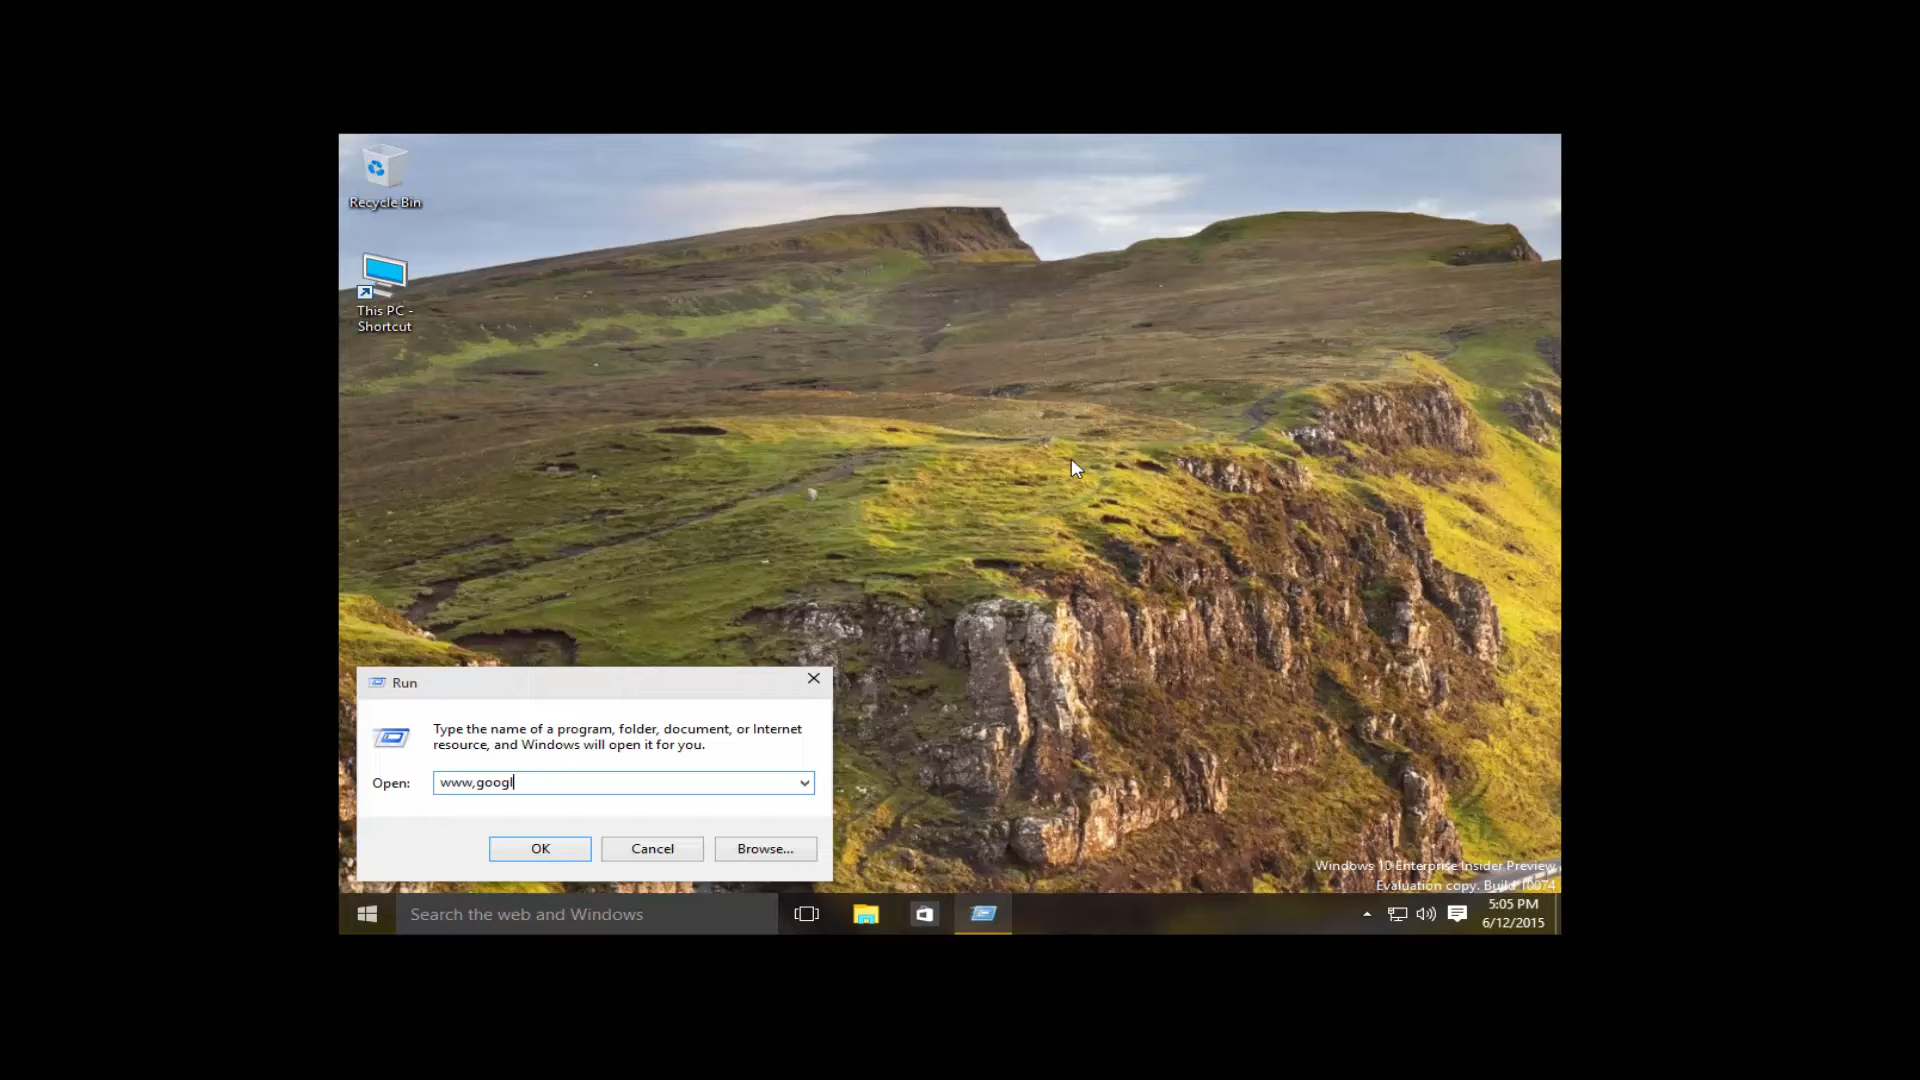 Recycle Bin
This PC -
Shortcut
Run
Type the name of a program, folder, document, or Internet
resource, and Windows will open it for you.
Open:
www,googl
OK
Cancel
Browse...
Windows 10 Enterprise Insider Preview
Evaluation copy. Build 10074
Search the web and Windows
5:05 PM
6/12/2015